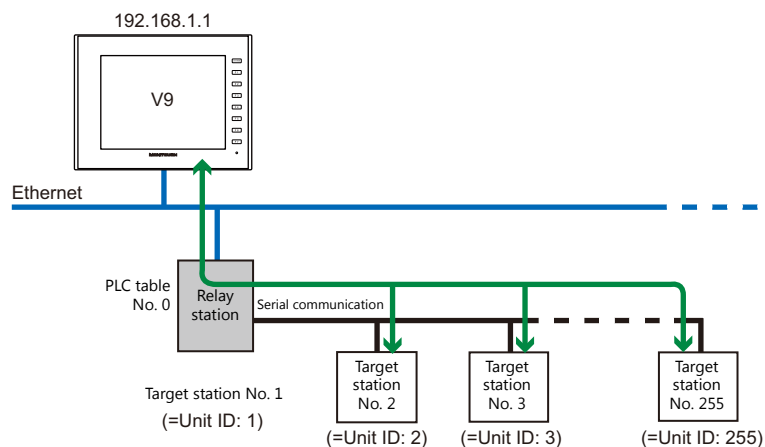 192.168.1.1
V9
Ethernet
PLC table
No. 0
Relay
station
Serial communication
Target station No. 1
(=Unit ID: 1)
Target
station
No. 2
(=Unit ID: 2)
Target
station
No. 3
(=Unit ID: 3)
Target
station
No. 255
(=Unit ID: 255)